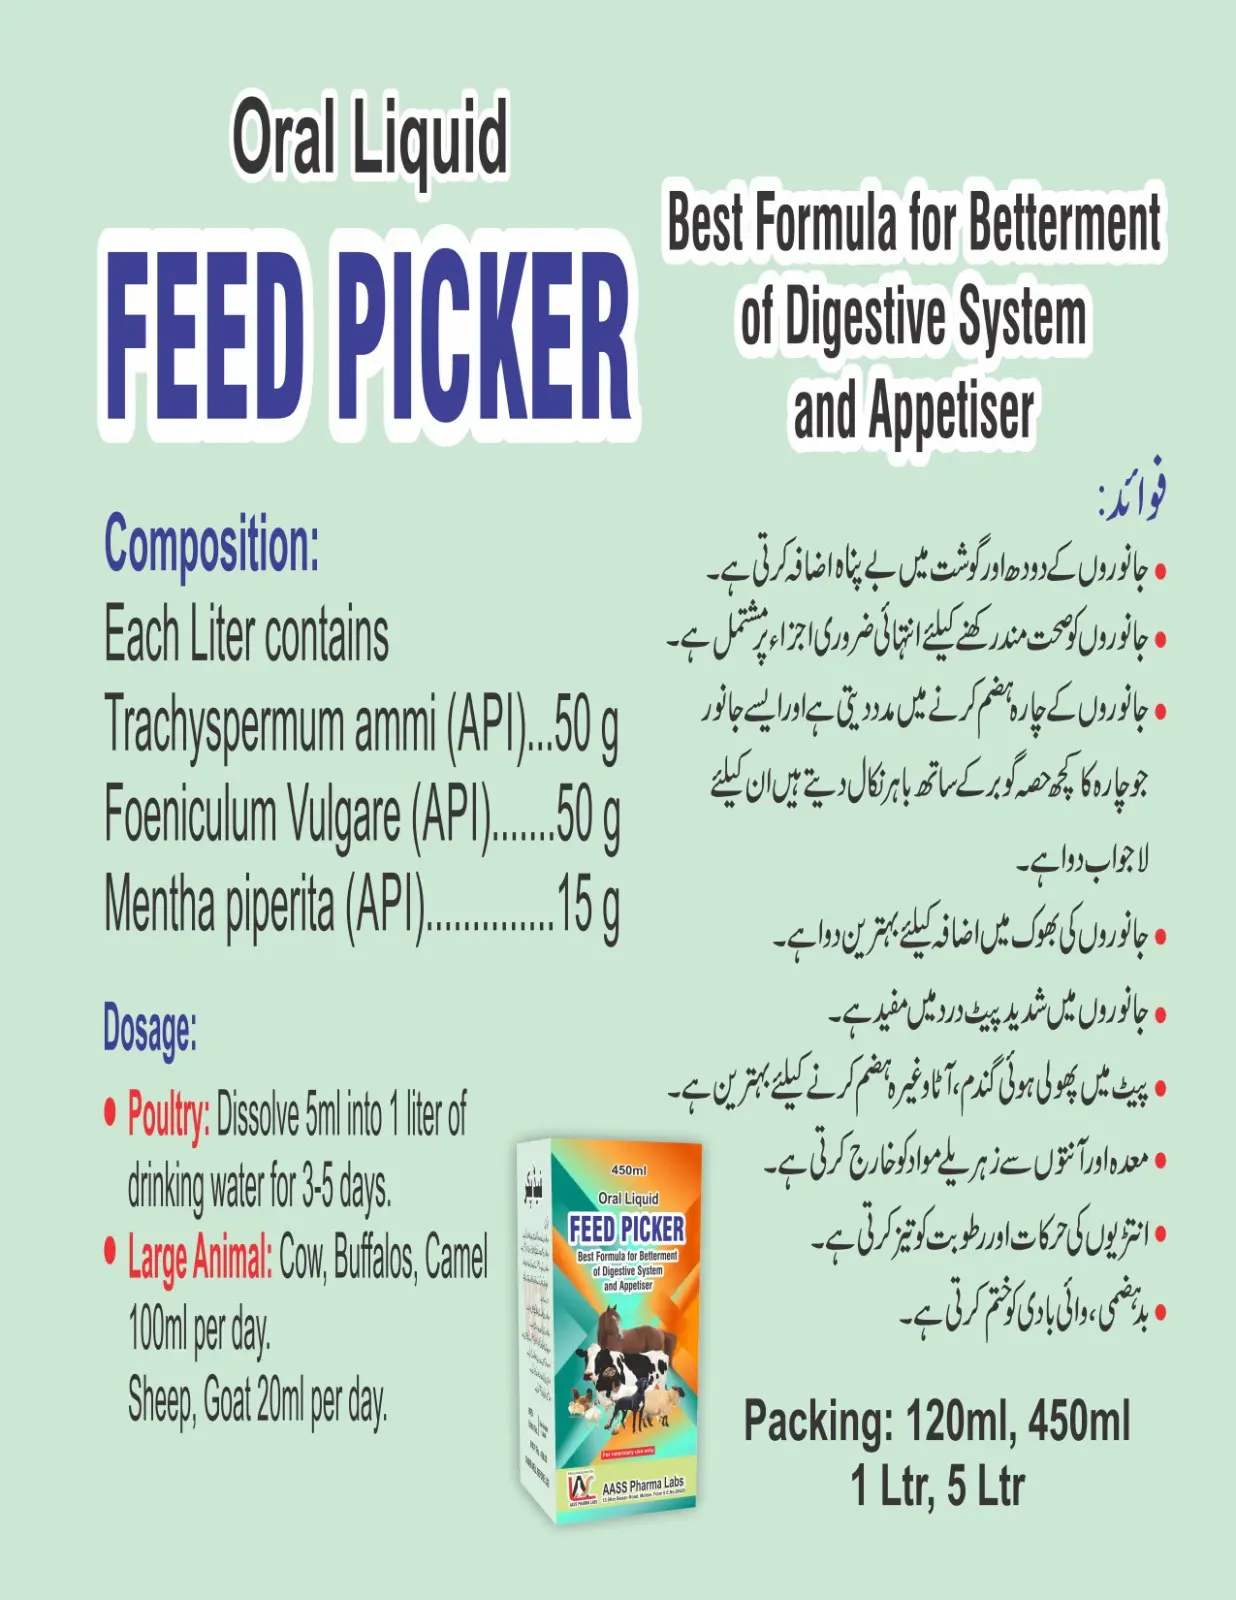 Oral Liquid
FEED PICKER
Best Formula for Betterment
of Digestive System
and Appetiser
Composition:
Each Liter contains
Trachyspermum ammi (API)...50 g
Foeniculum Vulgare (API).......50 g
Mentha piperita (API)..............15 g
Dosage:
• Poultry: Dissolve 5ml into 1 liter of
drinking water for 3-5 days.
• Large Animal: Cow, Buffalos, Camel
100ml per day.
Sheep, Goat 20ml per day.
فوائد:
• جانوروں کے دودھ اور گوشت میں بے پناہ اضافہ کرتی ہے۔
• جانوروں کو صحت مند رکھنے کیلئے انتہائی ضروری اجزاء پر مشتمل ہے۔
• جانوروں کے چارہ ہضم کرنے میں مدد دیتی ہے اور ایسے جانور
جو چارہ کا کچھ حصہ گوبر کے ساتھ باہر نکال دیتے ہیں ان کیلئے
لاجواب دوا ہے۔
• جانوروں کی بھوک میں اضافہ کیلئے بہترین دوا ہے۔
• جانوروں میں شدید پیٹ درد میں مفید ہے۔
• پیٹ میں پھولی ہوئی گندم، آٹا وغیرہ ہضم کرنے کیلئے بہترین ہے۔
• معدہ اور آنتوں سے زہریلے مواد کو خارج کرتی ہے۔
• انتڑیوں کی حرکات اور رطوبت کو تیز کرتی ہے۔
• بدہضمی، وائی بادی کو ختم کرتی ہے۔
Packing: 120ml, 450ml
1 Ltr, 5 Ltr
450ml
Oral Liquid
FEED PICKER
Best Formula for Betterment
of Digestive System
and Appetiser
For veterinary use only
AASS Pharma Labs
AASS PHARMA LABS
فیڈ پکر